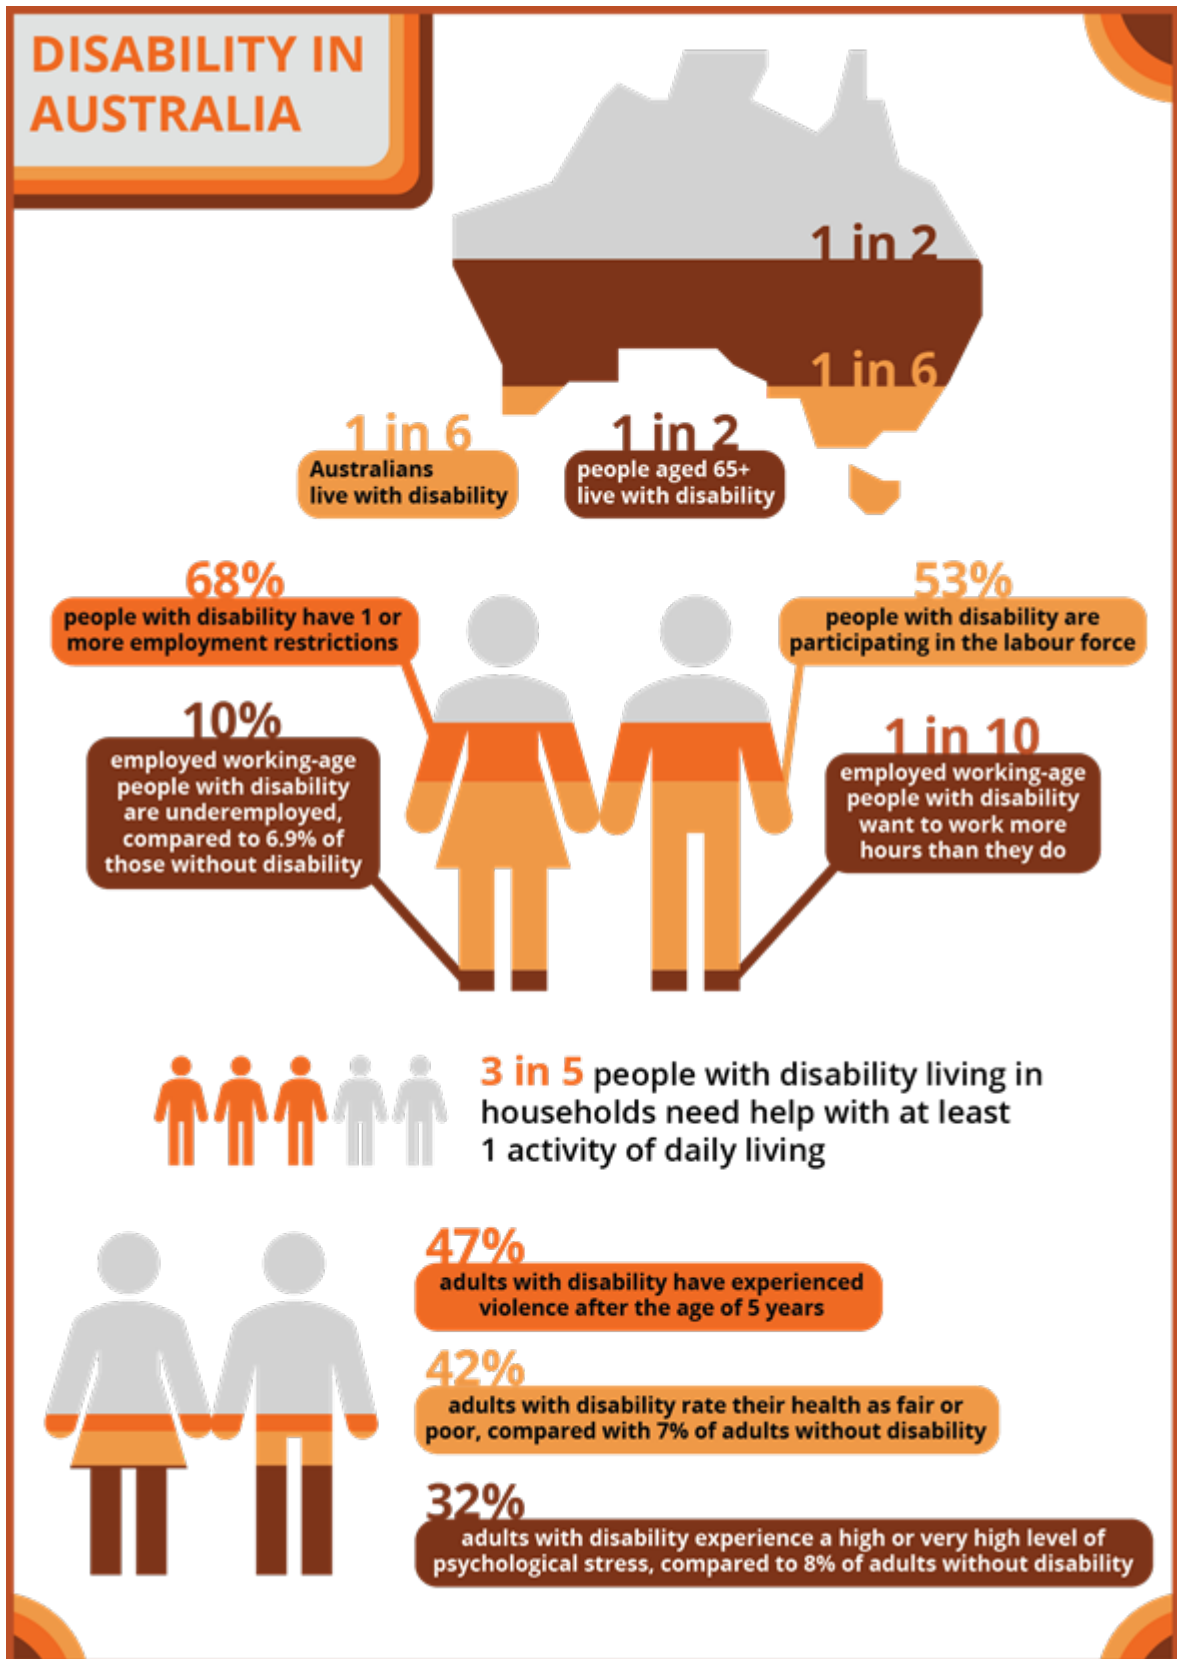 DISABILITY IN
AUSTRALIA
1 in 2
1 in 6
1 in 6
Australians
live with disability
1 in 2
people aged 65+
live with disability
68%
people with disability have 1 or
more employment restrictions
53%
people with disability are
participating in the labour force
10%
employed working-age
people with disability
are underemployed,
compared to 6.9% of
those without disability
1 in 10
employed working-age
people with disability
want to work more
hours than they do
3 in 5 people with disability living in
households need help with at least
1 activity of daily living
47%
adults with disability have experienced
violence after the age of 5 years
42%
adults with disability rate their health as fair or
poor, compared with 7% of adults without disability
32%
adults with disability experience a high or very high level of
psychological stress, compared to 8% of adults without disability